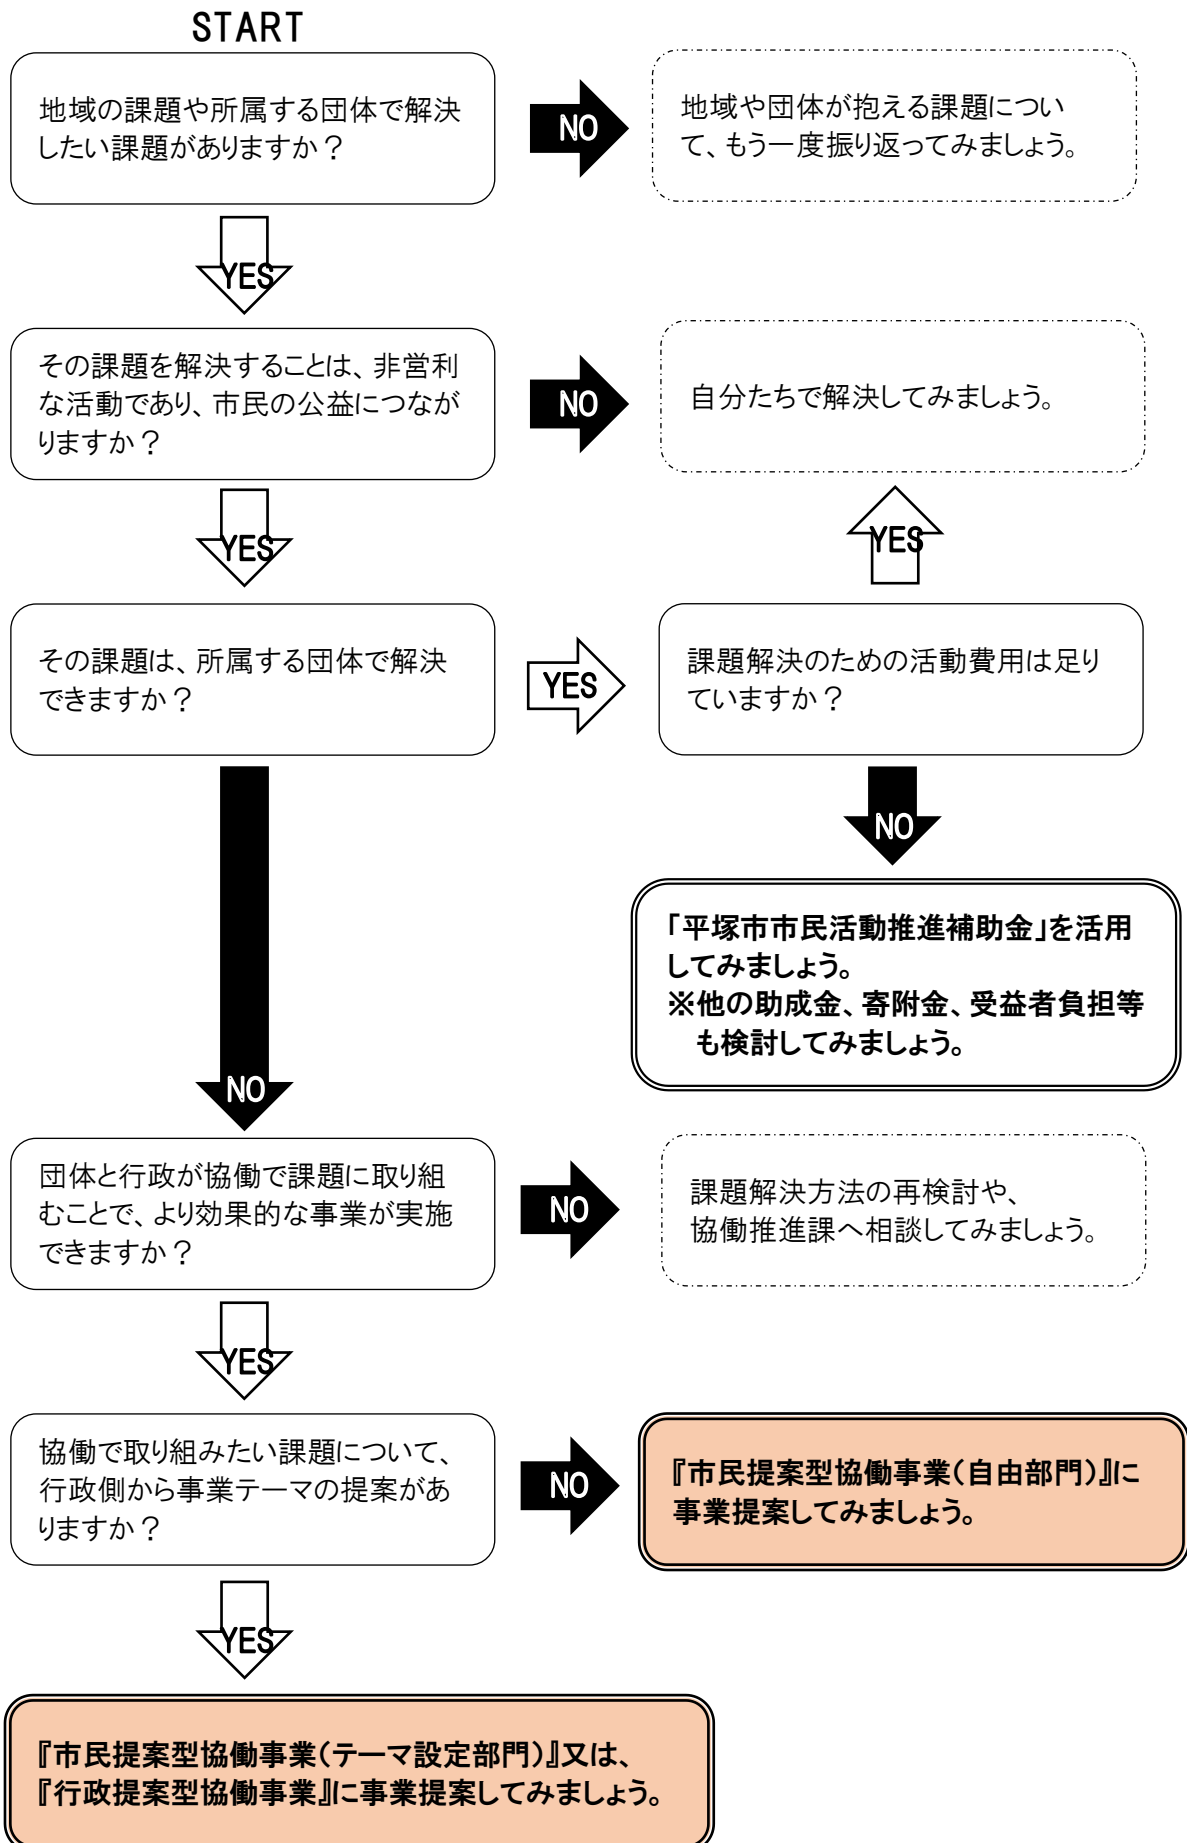 START
地域の課題や所属する団体で解決
したい課題がありますか？
NO
地域や団体が抱える課題につい
て、もう一度振り返ってみましょう。
YES
その課題を解決することは、非営利
な活動であり、市民の公益につなが
りますか？
NO
自分たちで解決してみましょう。
YES
YES
その課題は、所属する団体で解決
できますか？
YES
課題解決のための活動費用は足り
ていますか？
NO
「平塚市市民活動推進補助金」を活用
してみましょう。
※他の助成金、寄附金、受益者負担等
も検討してみましょう。
NO
団体と行政が協働で課題に取り組
むことで、より効果的な事業が実施
できますか？
NO
課題解決方法の再検討や、
協働推進課へ相談してみましょう。
YES
協働で取り組みたい課題について、
行政側から事業テーマの提案があ
りますか？
NO
『市民提案型協働事業（自由部門）』に
事業提案してみましょう。
YES
『市民提案型協働事業（テーマ設定部門）』又は、
『行政提案型協働事業』に事業提案してみましょう。